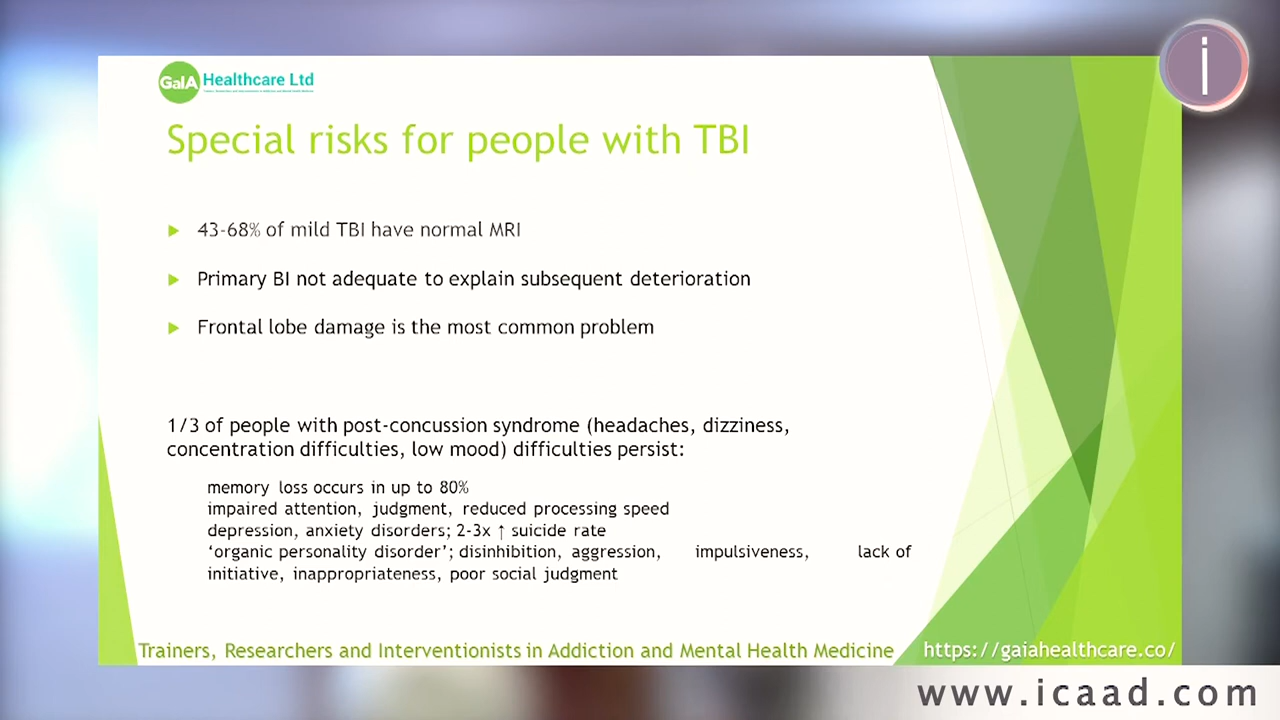 GaIA Healthcare Ltd
Special risks for people with TBI
43-68% of mild TBI have normal MRI
Primary BI not adequate to explain subsequent deterioration
Frontal lobe damage is the most common problem
1/3 of people with post-concussion syndrome (headaches, dizziness,
concentration difficulties, low mood) difficulties persist:
memory loss occurs in up to 80%
impaired attention, judgment, reduced processing speed
depression, anxiety disorders; 2-3x ↑ suicide rate
‘organic personality disorder’; disinhibition, aggression, impulsiveness, lack of
initiative, inappropriateness, poor social judgment
Trainers, Researchers and Interventionists in Addiction and Mental Health Medicine https://gaiahealthcare.co/
www.icaad.com
i